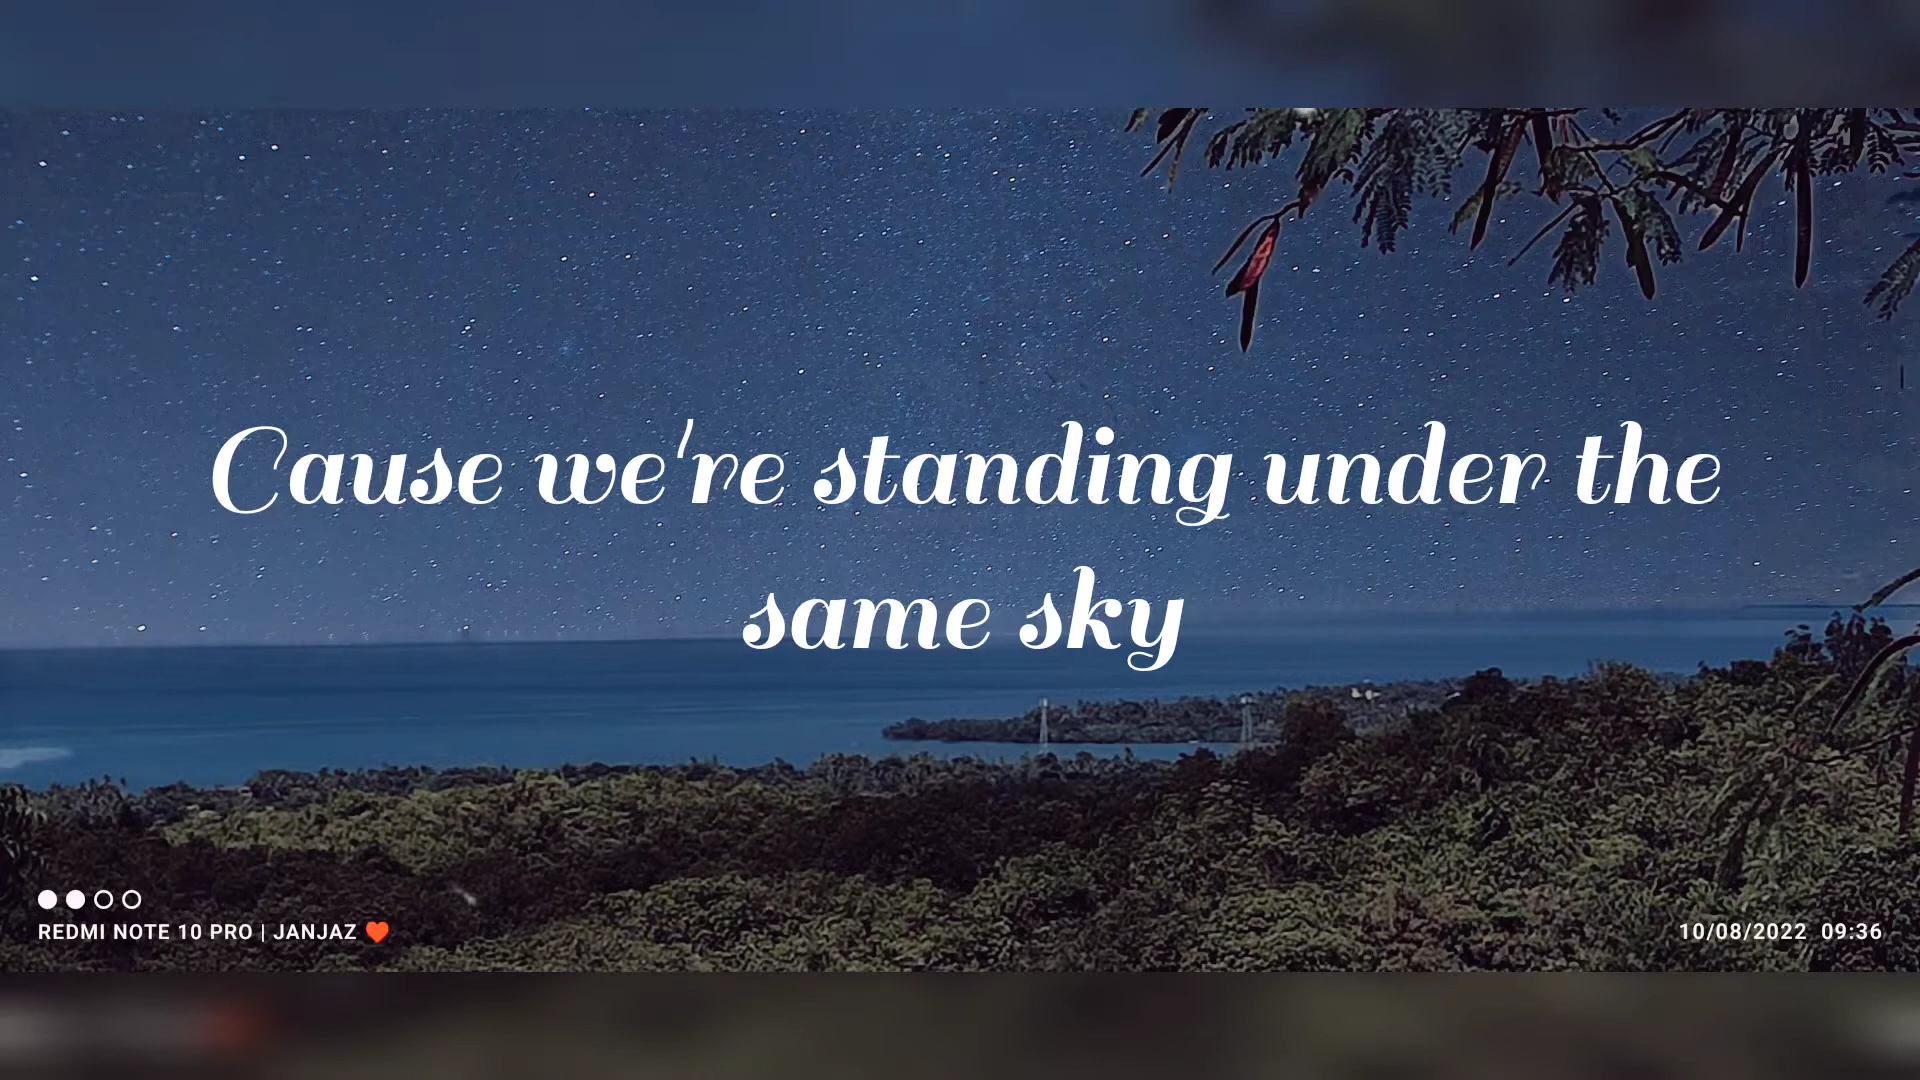 Cause we're standing under the
same sky
REDMI NOTE 10 PRO | JANJAZ ❤
10/08/2022 09:36